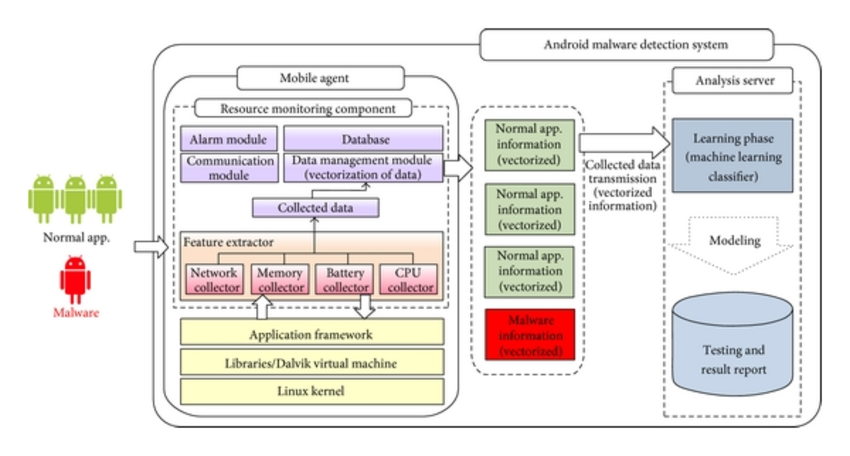 Android malware detection system
Mobile agent
Analysis server
Resource monitoring component
Alarm module
Database
Communication
module
Data management module
(vectorization of data)
Collected data
Feature extractor
Network
collector
Memory
collector
Battery
collector
CPU
collector
Application framework
Libraries/Dalvik virtual machine
Linux kernel
Normal app.
Malware
Normal app.
information
(vectorized)
Normal app.
information
(vectorized)
Normal app.
information
(vectorized)
Malware
information
(vectorized)
Collected data
transmission
(vectorized
information)
Learning phase
(machine learning
classifier)
Modeling
Testing and
result report